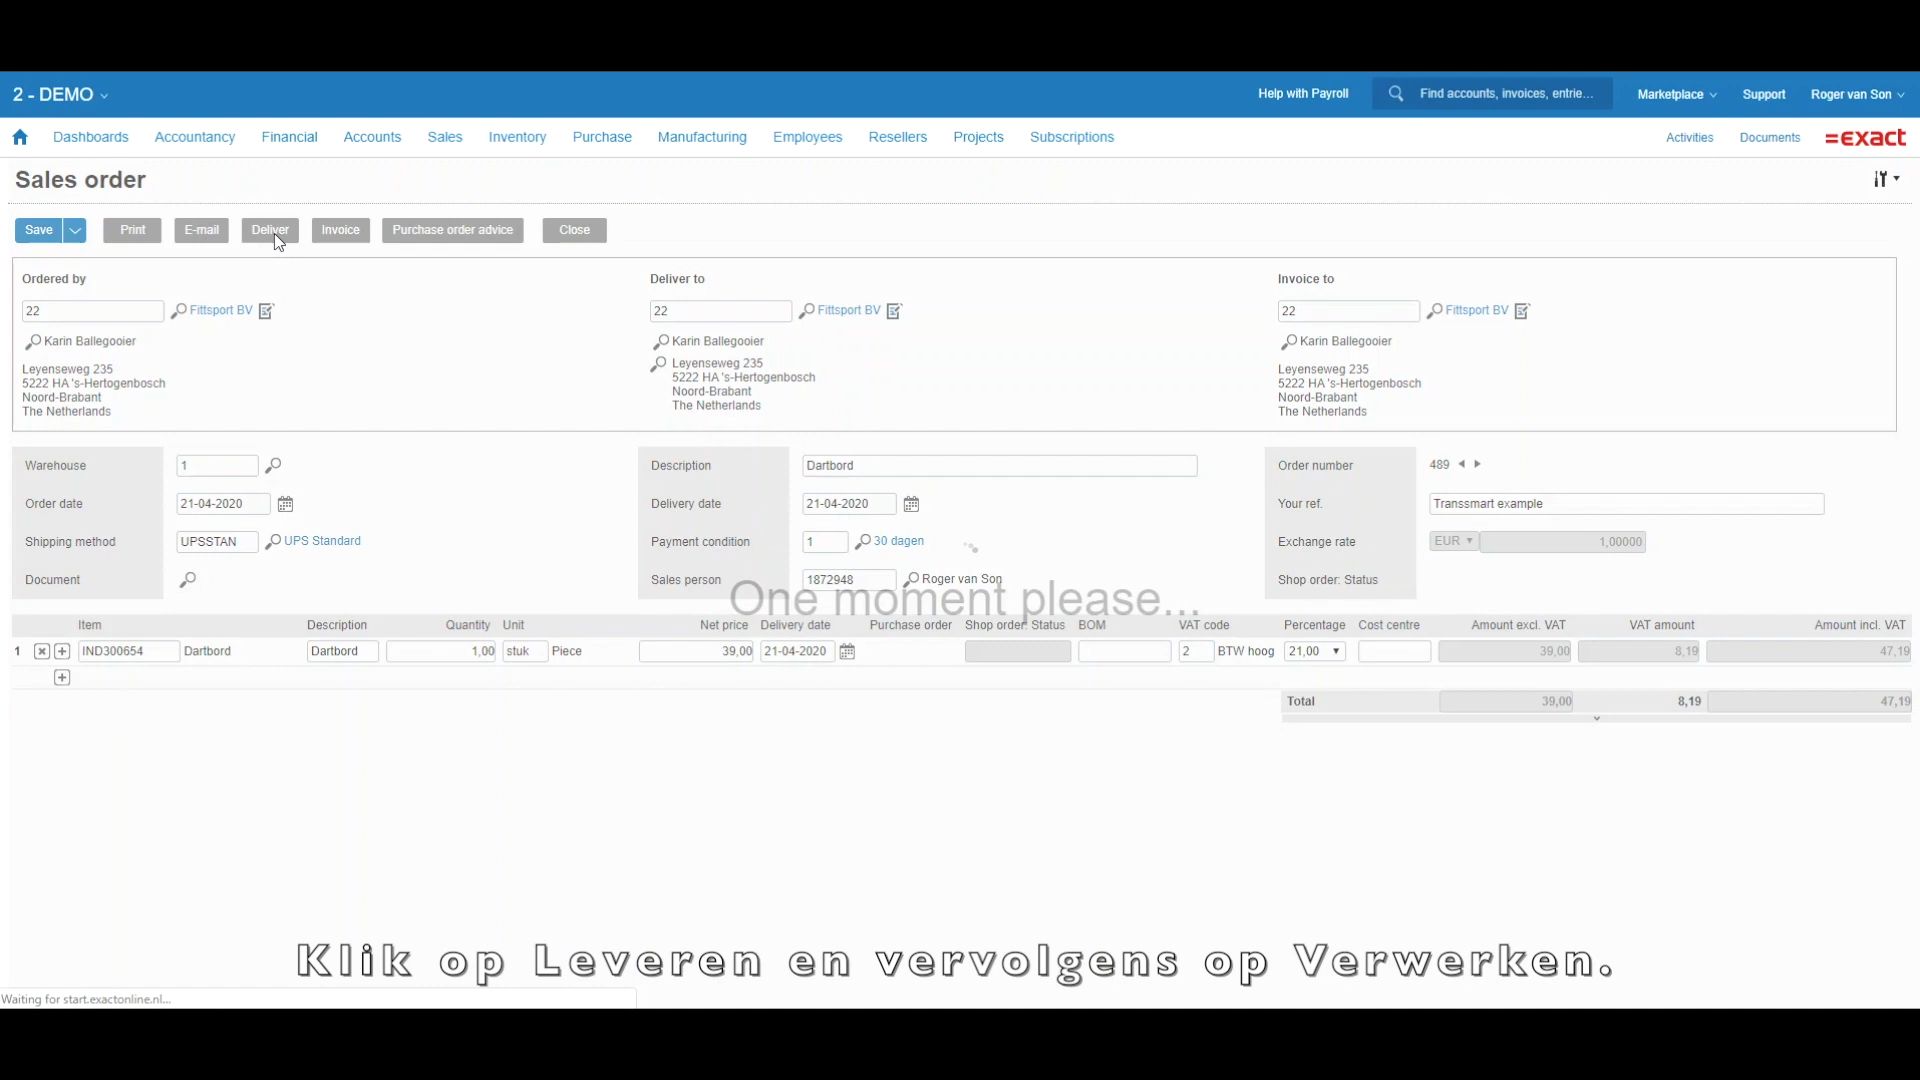 2 - DEMO
Help with Payroll
Find accounts, invoices, entrie...
Marketplace
Support
Roger van Son
Dashboards Accountancy Financial Accounts Sales Inventory Purchase Manufacturing Employees Resellers Projects Subscriptions
Activities Documents =exact
Sales order
Save Print E-mail Deliver Invoice Purchase order advice Close
Ordered by Deliver to Invoice to
22 Fittsport BV 22 Fittsport BV 22 Fittsport BV
Karin Ballegooier Karin Ballegooier Karin Ballegooier
Leyenseweg 235 Leyenseweg 235 Leyenseweg 235
5222 HA 's-Hertogenbosch 5222 HA 's-Hertogenbosch 5222 HA 's-Hertogenbosch
Noord-Brabant Noord-Brabant Noord-Brabant
The Netherlands The Netherlands The Netherlands
Warehouse 1 Description Dartbord Order number 489
Order date 21-04-2020 Delivery date 21-04-2020 Your ref. Transsmart example
Shipping method UPSSTAN UPS Standard Payment condition 1 30 dagen Exchange rate EUR 1,00000
Document Sales person 1872948 Roger van Son Shop order: Status
One moment please...
Item Description Quantity Unit Net price Delivery date Purchase order Shop order: Status BOM VAT code Percentage Cost centre Amount excl. VAT VAT amount Amount incl. VAT
1 IND300654 Dartbord Dartbord 1,00 stuk Piece 39,00 21-04-2020 2 BTW hoog 21,00 39,00 8,19 47,19
Total 39,00 8,19 47,19
Klik op Leveren en vervolgens op Verwerken.
Waiting for start.exactonline.nl...